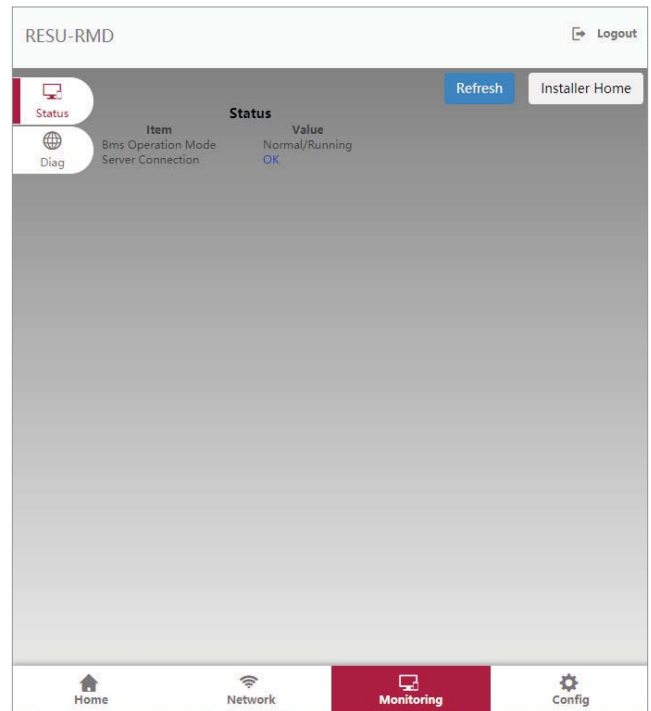 RESU-RMD
Logout
Refresh
Installer Home
Status
Status
Item Value
Bms Operation Mode Normal/Running
Server Connection OK
Diag
Home Network Monitoring Config